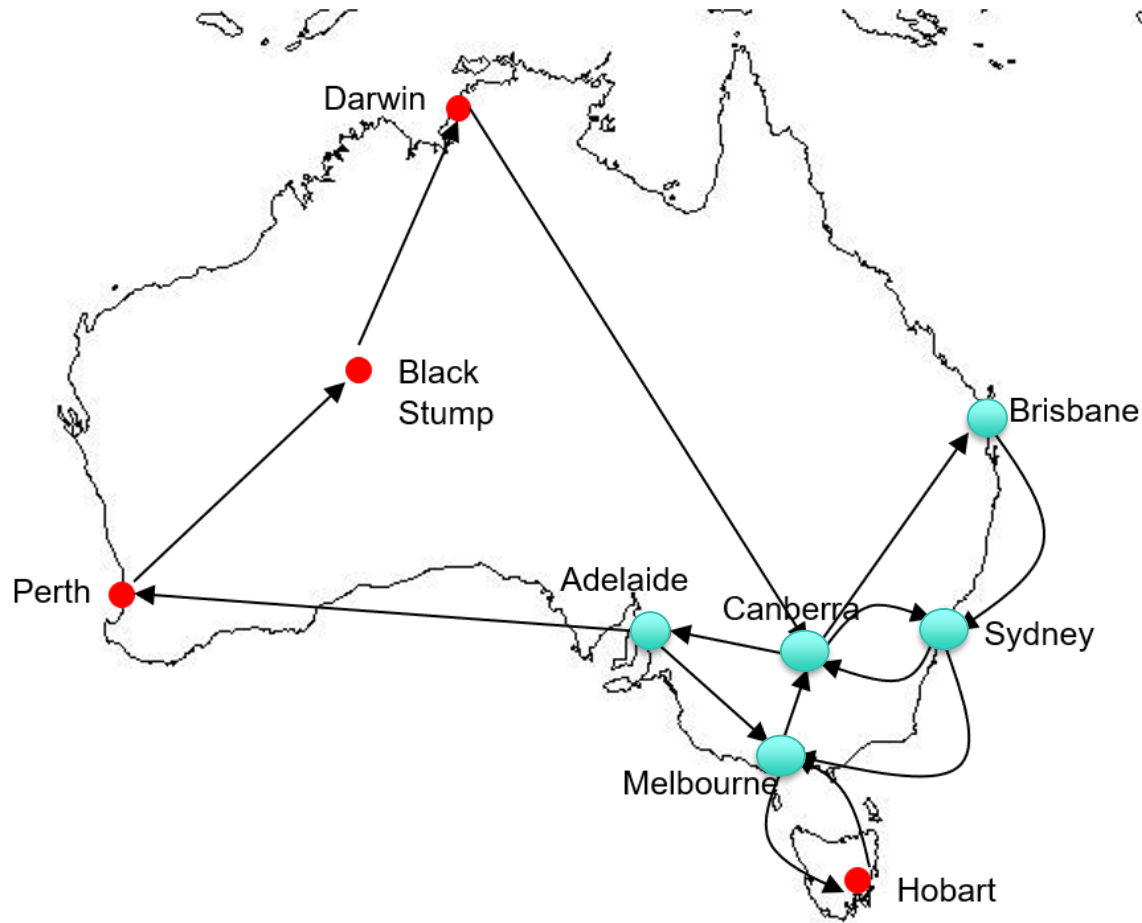 Darwin
Black
Stump
Brisbane
Perth
Adelaide
Canberra
Sydney
Melbourne
Hobart